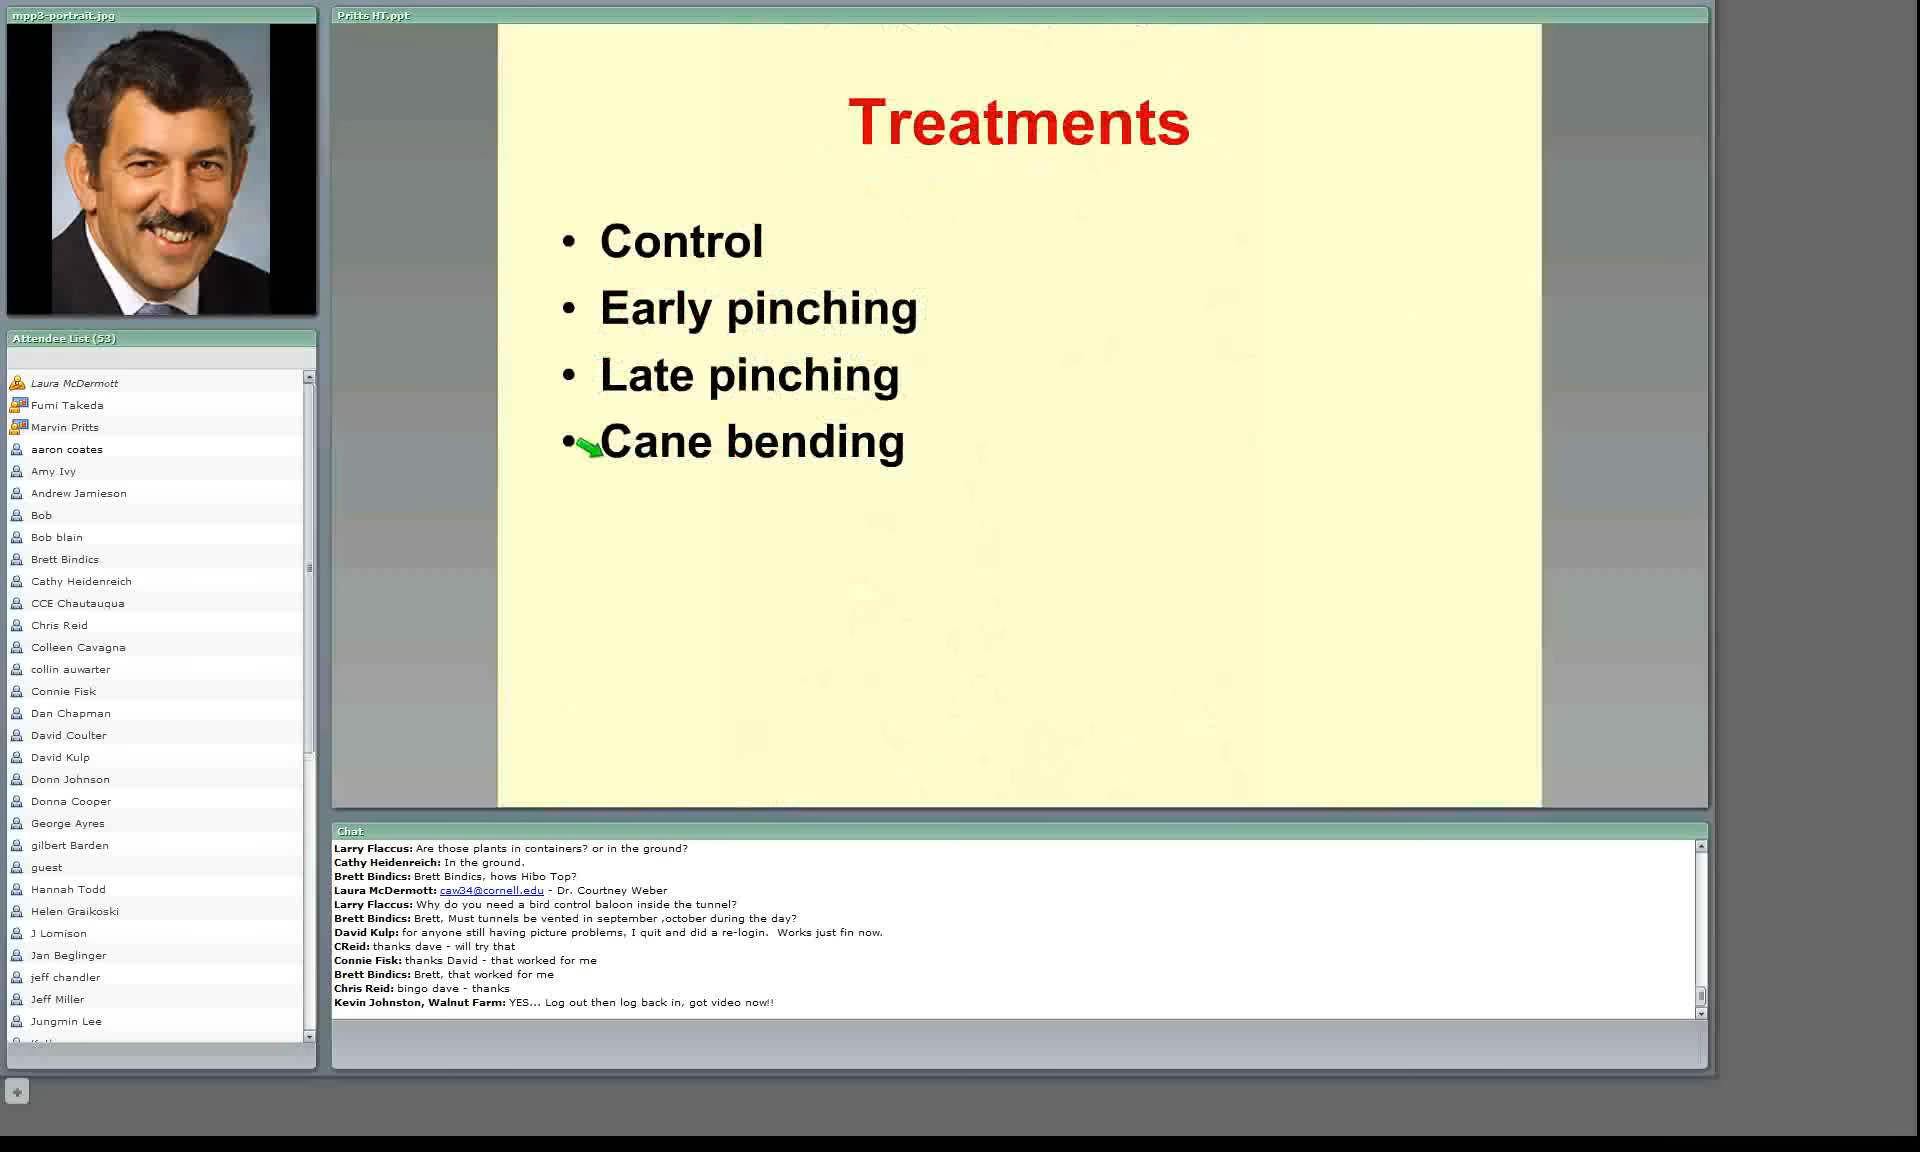 mpp3-portrait.jpg
Attendee List (53)
Laura McDermott
Fumi Takeda
Marvin Pritts
aaron coates
Amy Ivy
Andrew Jamieson
Bob
Bob blain
Brett Bindics
Cathy Heidenreich
CCE Chautauqua
Chris Reid
Colleen Cavagna
collin auwarter
Connie Fisk
Dan Chapman
David Coulter
David Kulp
Donn Johnson
Donna Cooper
George Ayres
gilbert Barden
guest
Hannah Todd
Helen Graikoski
J Lomison
Jan Beglinger
jeff chandler
Jeff Miller
Jungmin Lee
Pritts HT.ppt
Treatments
• Control
• Early pinching
• Late pinching
• Cane bending
Chat
Larry Flaccus: Are those plants in containers? or in the ground?
Cathy Heidenreich: In the ground.
Brett Bindics: Brett Bindics, hows Hibo Top?
Laura McDermott: caw34@cornell.edu - Dr. Courtney Weber
Larry Flaccus: Why do you need a bird control baloon inside the tunnel?
Brett Bindics: Brett, Must tunnels be vented in september ,october during the day?
David Kulp: for anyone still having picture problems, I quit and did a re-login.  Works just fin now.
CReid: thanks dave - will try that
Connie Fisk: thanks David - that worked for me
Brett Bindics: Brett, that worked for me
Chris Reid: bingo dave - thanks
Kevin Johnston, Walnut Farm: YES... Log out then log back in, got video now!!